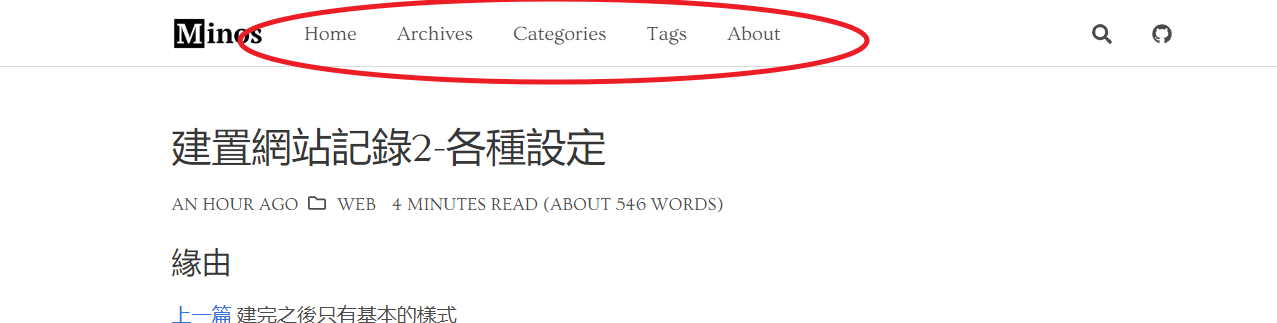 Minos Home Archives Categories Tags About
建置網站記錄2-各種設定
AN HOUR AGO WEB 4 MINUTES READ (ABOUT 546 WORDS)
緣由
上一篇 建完之後只有基本的樣式